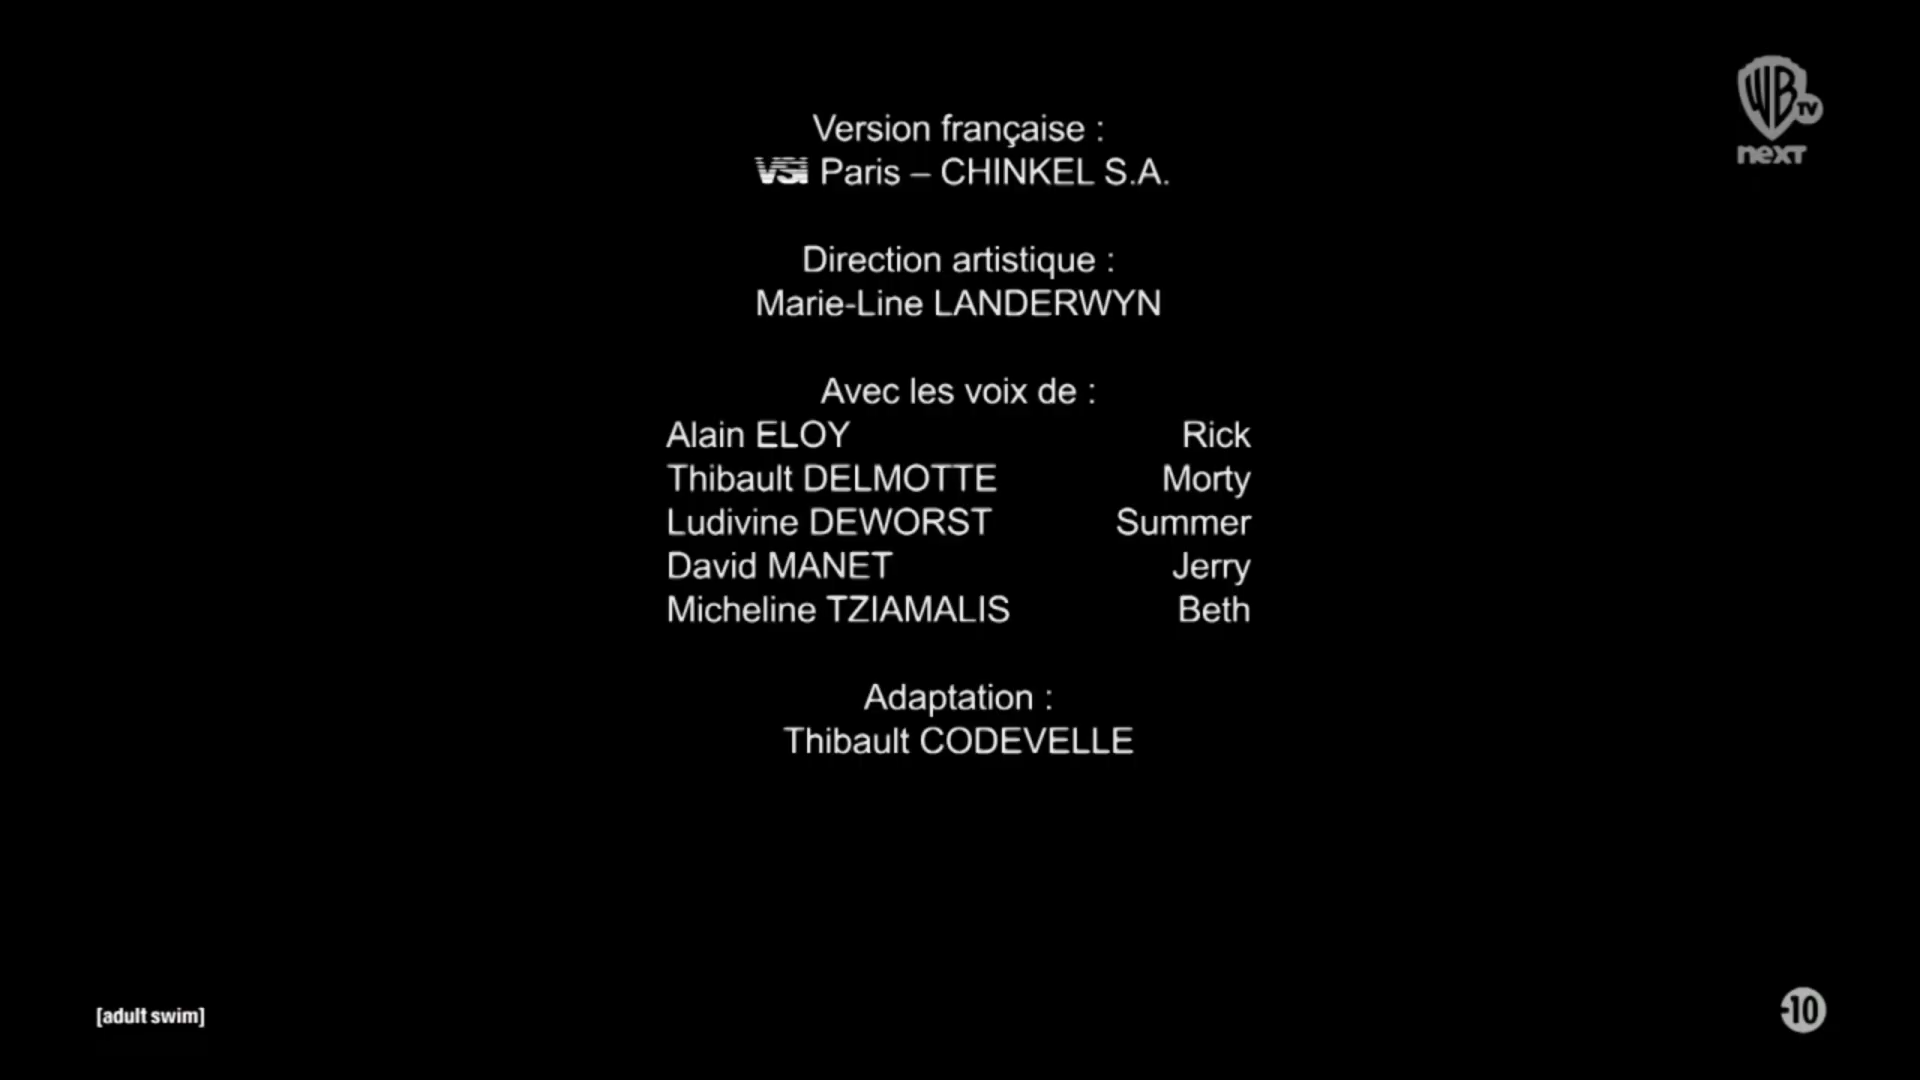 WB TV
next
Version française :
VSI Paris – CHINKEL S.A.
Direction artistique :
Marie-Line LANDERWYN
Avec les voix de :
Alain ELOY Rick
Thibault DELMOTTE Morty
Ludivine DEWORST Summer
David MANET Jerry
Micheline TZIAMALIS Beth
Adaptation :
Thibault CODEVELLE
[adult swim]
-10